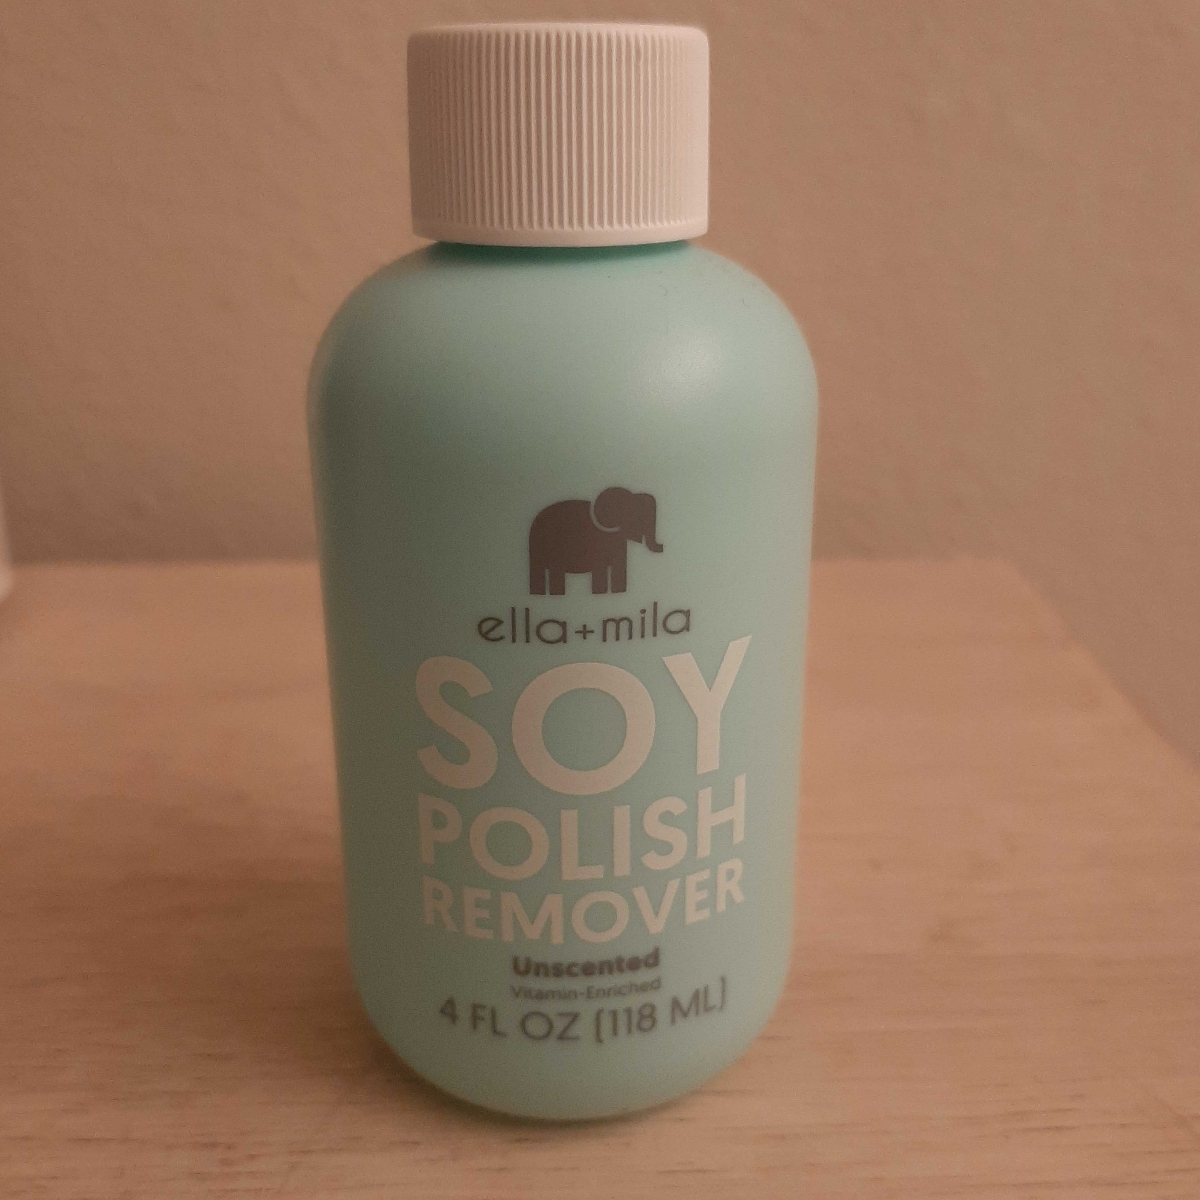 ella+mila
SOY
POLISH
REMOVER
Unscented
Vitamin-Enriched
4 FL OZ (118 ML)